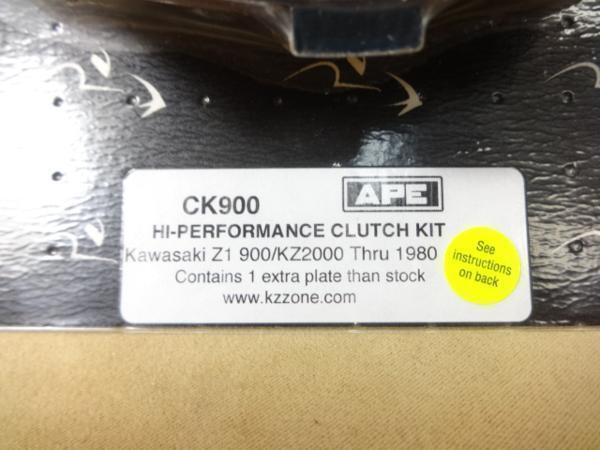 CK900
APE
HI-PERFORMANCE CLUTCH KIT
Kawasaki Z1 900/KZ2000 Thru 1980
Contains 1 extra plate than stock
www.kzzone.com
See
instructions
on back